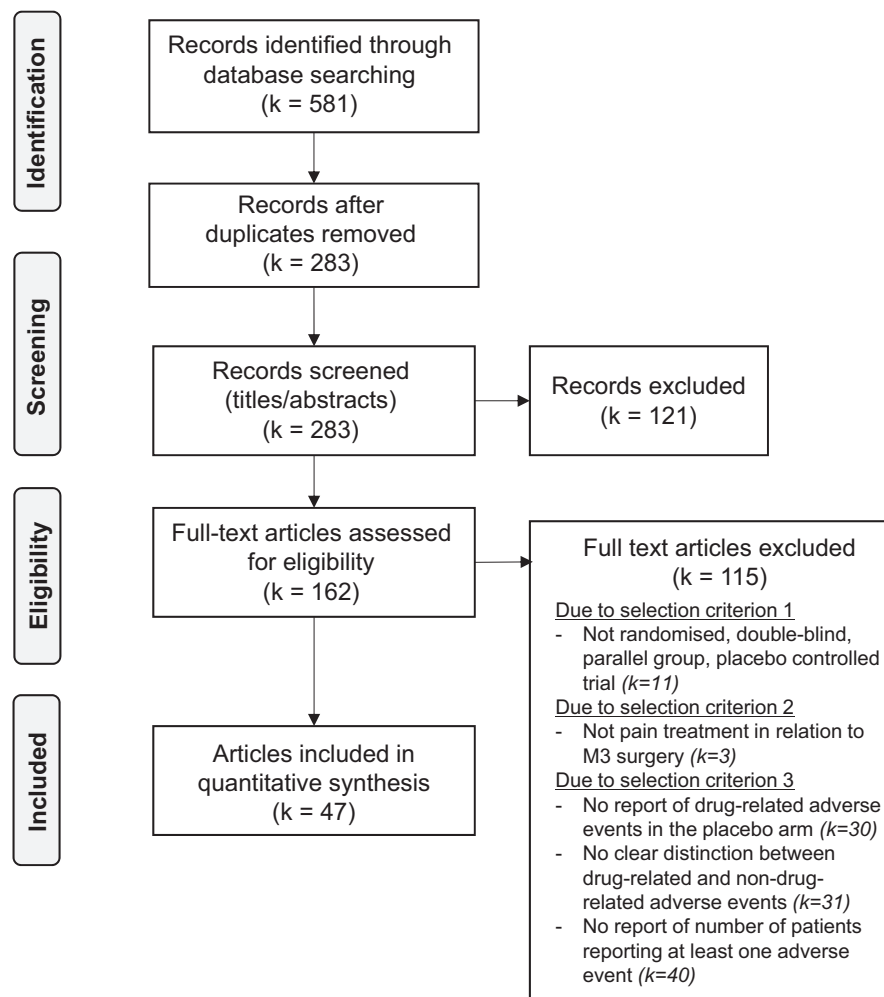 Identification
Records identified through
database searching
(k = 581)
Records after
duplicates removed
(k = 283)
Screening
Records screened
(titles/abstracts)
(k = 283)
Records excluded
(k = 121)
Eligibility
Full-text articles assessed
for eligibility
(k = 162)
Full text articles excluded
(k = 115)
Due to selection criterion 1
- Not randomised, double-blind,
parallel group, placebo controlled
trial (k=11)
Due to selection criterion 2
- Not pain treatment in relation to
M3 surgery (k=3)
Due to selection criterion 3
- No report of drug-related adverse
events in the placebo arm (k=30)
- No clear distinction between
drug-related and non-drug-
related adverse events (k=31)
- No report of number of patients
reporting at least one adverse
event (k=40)
Included
Articles included in
quantitative synthesis
(k = 47)